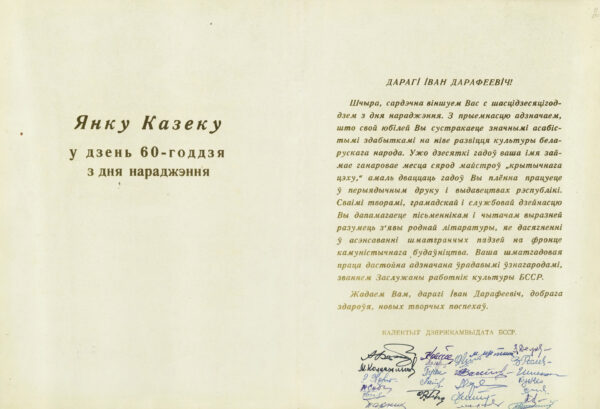 Янку Казеку
у дзень 60-годдзя
з дня нараджэння
ДАРАГІ ІВАН ДАРАФЕЕВІЧ!
Шчыра, сардэчна віншуем Вас с шасцідзесяцігод-
дзем з дня нараджэння. З прыемнасцю адзначаем,
што свой юбілей Вы сустракаеце значнымі асабіс-
тымі здабыткамі на ніве развіцця культуры бела-
рускага народа. Ужо дзесяткі гадоў ваша імя зай-
мае ганаровае месца сярод майстроў „крытычнага
цэху,“ амаль дваццаць гадоў Вы плённа працуеце
ў перыядычным друку і выдавецтвах рэспублікі.
Сваімі творамі, грамадскай і службовай дзейнасцю
Вы дапамагаеце пісьменнікам і чытачам выразней
разумець з'явы роднай літаратуры, яе дасягненні
ў асэнсаванні шматгранных падзей на фронце
камуністычнага будаўніцтва. Ваша шматгадовая
праца дастойна адзначана ўрадавымі ўзнагародамі,
званнем Заслужаны работнік культуры БССР.
Жадаем Вам, дарагі Іван Дарафеевіч, добрага
здароўя, новых творчых поспехаў.
КАЛЕКТЫЎ ДЗЯРЖКАМВЫДАТА БССР.